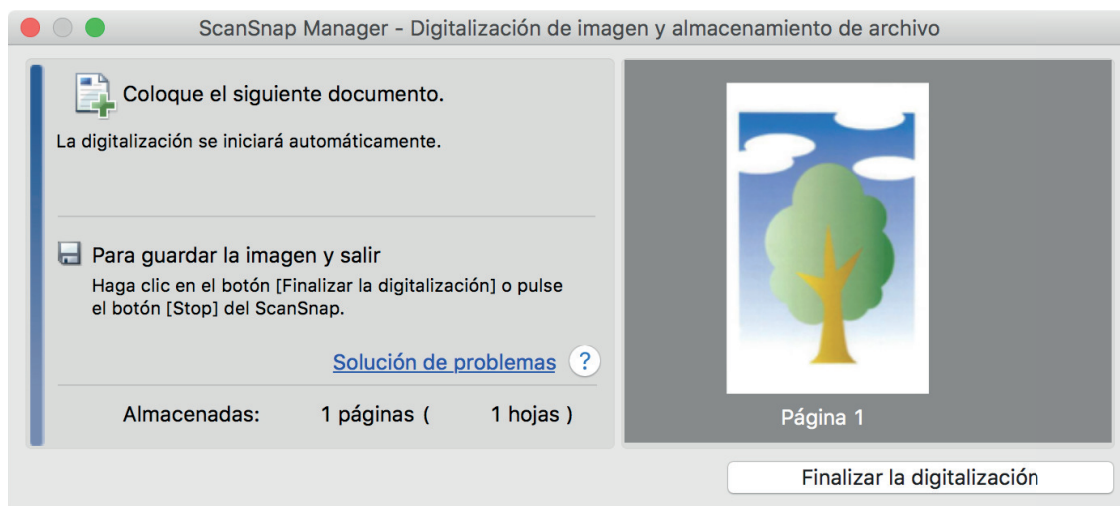 ScanSnap Manager - Digitalización de imagen y almacenamiento de archivo
Coloque el siguiente documento.
La digitalización se iniciará automáticamente.
Para guardar la imagen y salir
Haga clic en el botón [Finalizar la digitalización] o pulse
el botón [Stop] del ScanSnap.
Solución de problemas ?
Almacenadas: 1 páginas ( 1 hojas )
Página 1
Finalizar la digitalización